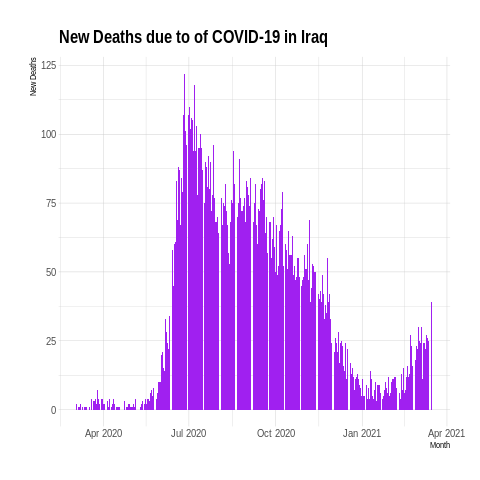 New Deaths due to of COVID-19 in Iraq
New Deaths
125
100
75
50
25
0
Apr 2020
Jul 2020
Oct 2020
Jan 2021
Apr 2021
Month